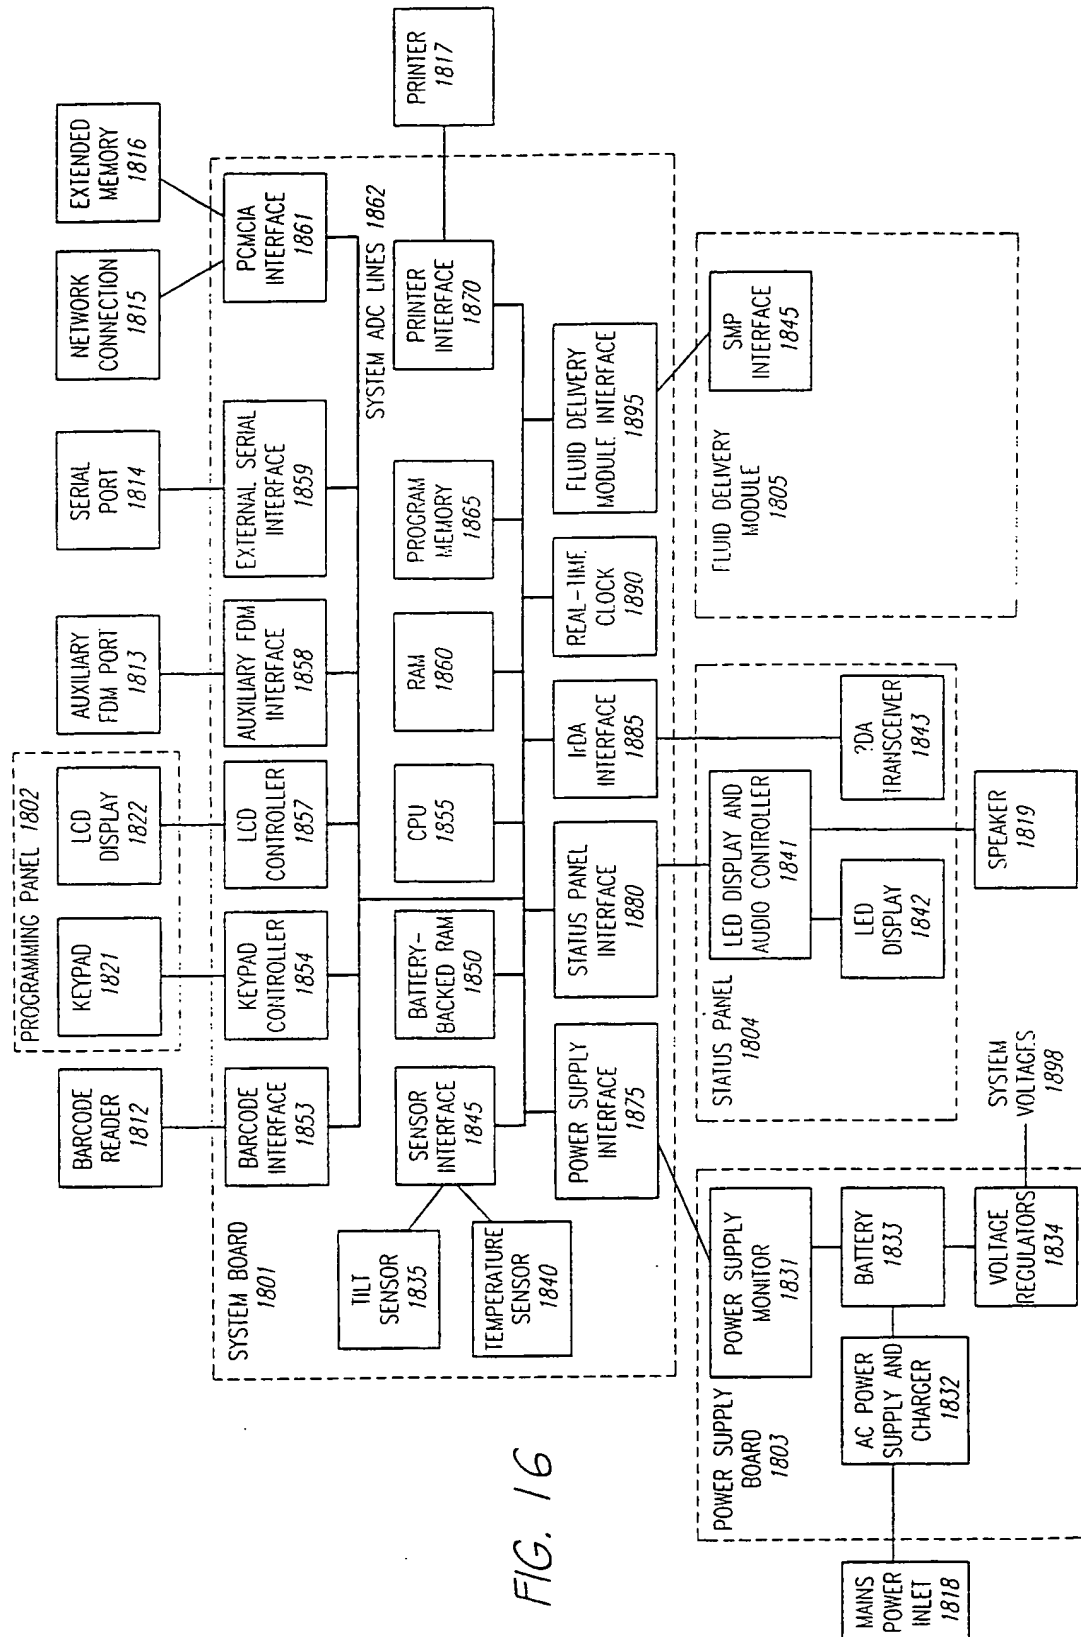 PROGRAMMING PANEL 1802
BARCODE
READER
1812
KEYPAD
1821
LCD
DISPLAY
1822
AUXILIARY
FDM PORT
1813
SERIAL
PORT
1814
NETWORK
CONNECTION
1815
EXTENDED
MEMORY
1816
SYSTEM BOARD
1801
BARCODE
INTERFACE
1853
KEYPAD
CONTROLLER
1854
LCD
CONTROLLER
1857
AUXILIARY FDM
INTERFACE
1858
EXTERNAL SERIAL
INTERFACE
1859
PCMCIA
INTERFACE
1861
SYSTEM ADC LINES 1862
TILT
SENSOR
1835
TEMPERATURE
SENSOR
1840
SENSOR
INTERFACE
1845
BATTERY-
BACKED RAM
1850
CPU
1855
RAM
1860
PROGRAM
MEMORY
1865
PRINTER
INTERFACE
1870
PRINTER
1817
POWER SUPPLY
INTERFACE
1875
STATUS PANEL
INTERFACE
1880
IrDA
INTERFACE
1885
REAL-TIME
CLOCK
1890
FLUID DELIVERY
MODULE INTERFACE
1895
POWER SUPPLY
BOARD
1803
POWER SUPPLY
MONITOR
1831
MAINS
POWER
INLET
1818
AC POWER
SUPPLY AND
CHARGER
1832
BATTERY
1833
VOLTAGE
REGULATORS
1834
SYSTEM
VOLTAGES
1898
STATUS PANEL
1804
LED DISPLAY AND
AUDIO CONTROLLER
1841
LED
DISPLAY
1842
?DA
TRANSCEIVER
1843
SPEAKER
1819
FLUID DELIVERY
MODULE
1805
SMP
INTERFACE
1845
FIG. 16